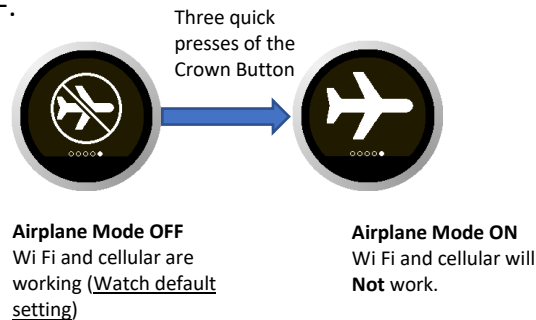 Three quick
presses of the
Crown Button
Airplane Mode OFF
Wi Fi and cellular are
working (Watch default
setting)
Airplane Mode ON
Wi Fi and cellular will
Not work.